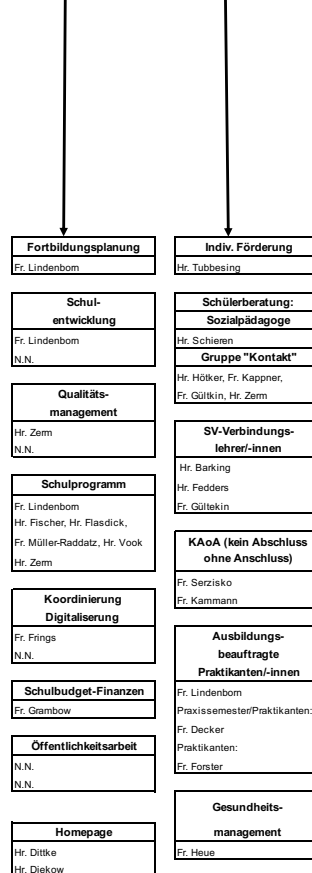 Fortbildungsplanung
Fr. Lindenbom
Schul-
entwicklung
Fr. Lindenbom
N.N.
Qualitäts-
management
Hr. Zerm
N.N.
Schulprogramm
Fr. Lindenbom
Hr. Fischer, Hr. Flasdick,
Fr. Müller-Raddatz, Hr. Vook
Hr. Zerm
Koordinierung
Digitaliserung
Fr. Frings
N.N.
Schulbudget-Finanzen
Fr. Grambow
Öffentlichkeitsarbeit
N.N.
N.N.
Homepage
Hr. Dittke
Hr. Diekow
Indiv. Förderung
Hr. Tubbesing
Schülerberatung:
Sozialpädagoge
Hr. Schieren
Gruppe "Kontakt"
Hr. Hötker, Fr. Kappner,
Fr. Gültkin, Hr. Zerm
SV-Verbindungs-
lehrer/-innen
Hr. Barking
Hr. Fedders
Fr. Gültekin
KAoA (kein Abschluss
ohne Anschluss)
Fr. Serzisko
Fr. Kammann
Ausbildungs-
beauftragte
Praktikanten/-innen
Fr. Lindenbom
Praxissemester/Praktikanten:
Fr. Decker
Praktikanten:
Fr. Forster
Gesundheits-
management
Fr. Heue